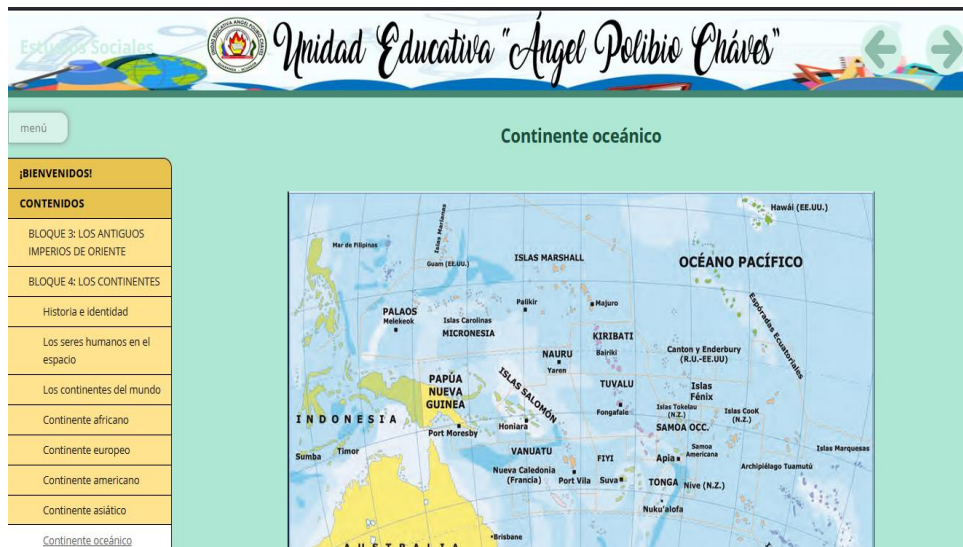 Estudios Sociales
Unidad Educativa "Ángel Polibio Cháves"
menú
Continente oceánico
¡BIENVENIDOS!
CONTENIDOS
BLOQUE 3: LOS ANTIGUOS
IMPERIOS DE ORIENTE
BLOQUE 4: LOS CONTINENTES
Historia e identidad
Los seres humanos en el
espacio
Los continentes del mundo
Continente africano
Continente europeo
Continente americano
Continente asiático
Continente oceánico
Hawái (EE.UU.)
Islas Marianas
Mar de Filipinas
Guam (EE.UU.)
ISLAS MARSHALL
OCÉANO PACÍFICO
PALAOS
Melekeok
Islas Carolinas
MICRONESIA
Palikir
Majuro
KIRIBATI
Bairiki
Espóradas Ecuatoriales
NAURU
Yaren
Canton y Enderbury
(R.U.-EE.UU)
PAPÚA
NUEVA
GUINEA
ISLAS SALOMÓN
TUVALU
Fongafale
Islas
Fénix
Islas Tokelau
(N.Z.)
Islas CooK
(N.Z.)
INDONESIA
Port Moresby
Honiara
SAMOA OCC.
Sumba
Timor
VANUATU
FIYI
Apia
Samoa
Americana
Islas Marquesas
Archipiélago Tuamutú
Nueva Caledonia
(Francia)
Port Vila
Suva
TONGA
Nive (N.Z.)
Nuku'alofa
Brisbane
AUSTRALIA